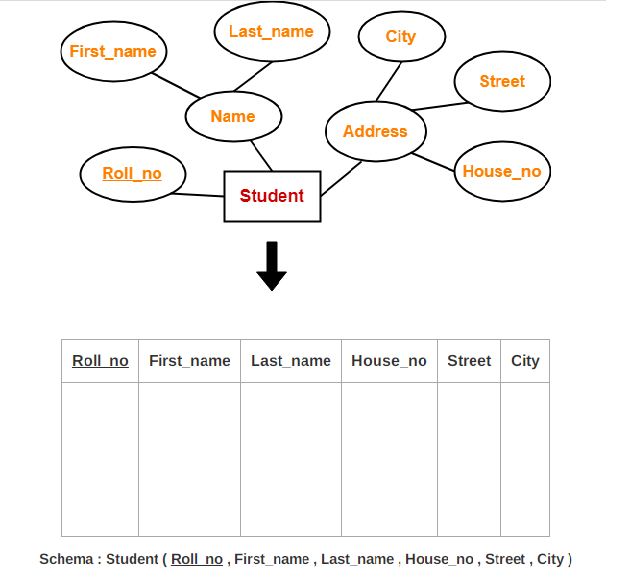 Last_name
City
First_name
Street
Name
Address
Roll_no
House_no
Student
Roll_no First_name Last_name House_no Street City
Schema : Student ( Roll_no , First_name , Last_name , House_no , Street , City )